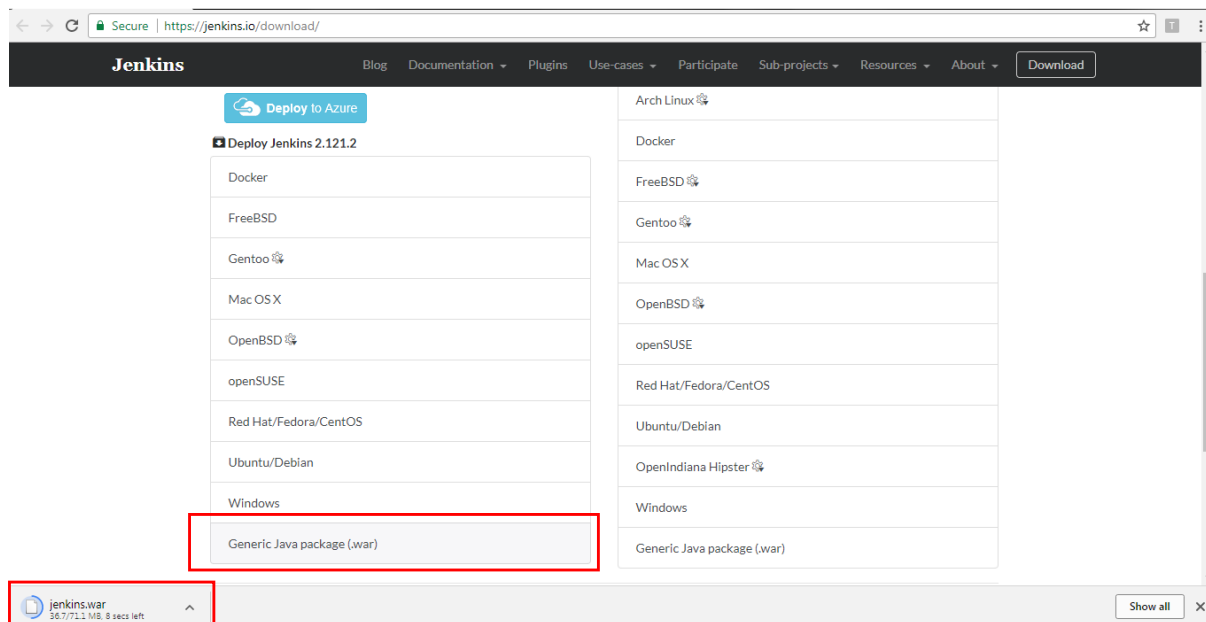 Secure | https://jenkins.io/download/
T
Jenkins
Blog Documentation Plugins Use-cases Participate Sub-projects Resources About Download
Deploy to Azure
Deploy Jenkins 2.121.2
Docker
FreeBSD
Gentoo
Mac OS X
OpenBSD
openSUSE
Red Hat/Fedora/CentOS
Ubuntu/Debian
Windows
Generic Java package (.war)
Arch Linux
Docker
FreeBSD
Gentoo
Mac OS X
OpenBSD
openSUSE
Red Hat/Fedora/CentOS
Ubuntu/Debian
OpenIndiana Hipster
Windows
Generic Java package (.war)
jenkins.war
36.7/71.1 MB, 8 secs left
Show all